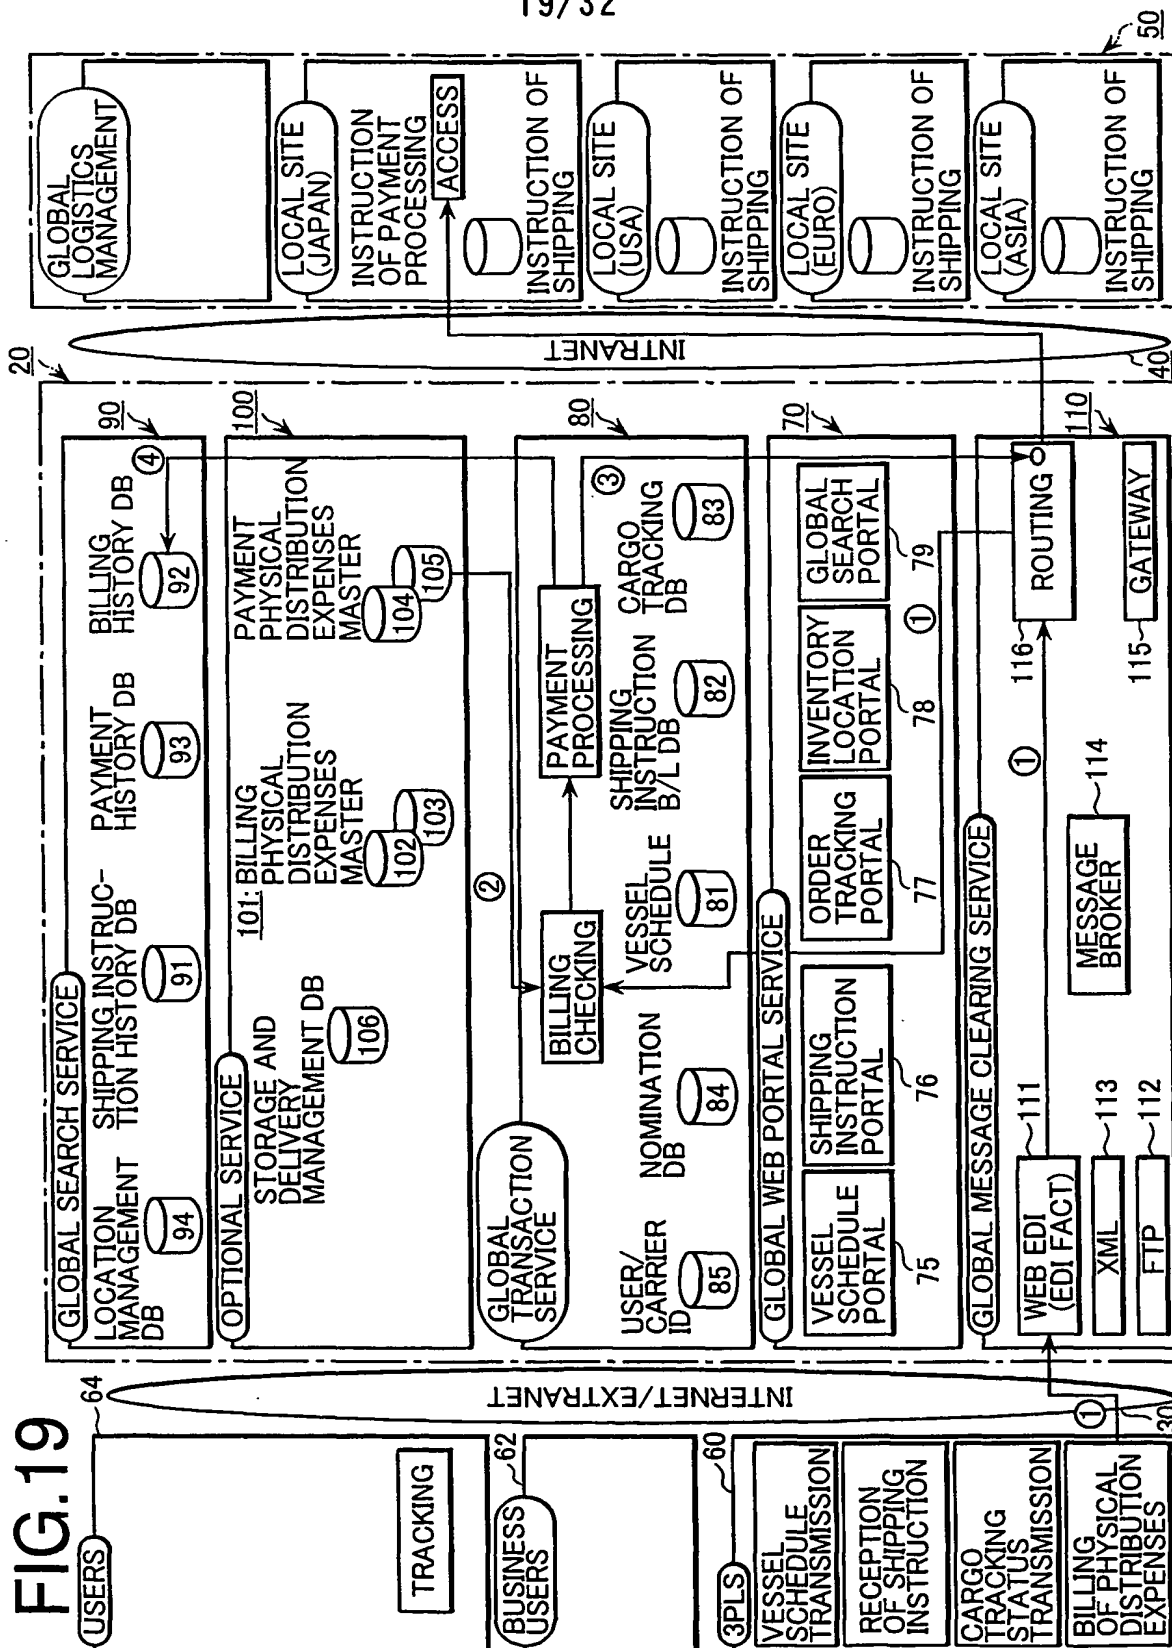 19/32
FIG.19
USERS
64
TRACKING
BUSINESS
USERS
62
3PLS
60
VESSEL
SCHEDULE
TRANSMISSION
RECEPTION
OF SHIPPING
INSTRUCTION
CARGO
TRACKING
STATUS
TRANSMISSION
BILLING
OF PHYSICAL
DISTRIBUTION
EXPENSES
INTERNET/EXTRANET
①
30
20
GLOBAL SEARCH SERVICE
90
LOCATION
MANAGEMENT
DB
94
SHIPPING INSTRUC-
TION HISTORY DB
91
PAYMENT
HISTORY DB
93
BILLING
HISTORY DB
92
④
OPTIONAL SERVICE
100
STORAGE AND
DELIVERY
MANAGEMENT DB
106
101: BILLING
PHYSICAL
DISTRIBUTION
EXPENSES
MASTER
102
103
PAYMENT
PHYSICAL
DISTRIBUTION
EXPENSES
MASTER
104
105
②
GLOBAL
TRANSACTION
SERVICE
80
BILLING
CHECKING
PAYMENT
PROCESSING
③
USER/
CARRIER
ID
85
NOMINATION
DB
84
VESSEL
SCHEDULE
81
SHIPPING
INSTRUCTION
B/L DB
82
CARGO
TRACKING
DB
83
GLOBAL WEB PORTAL SERVICE
70
VESSEL
SCHEDULE
PORTAL
75
SHIPPING
INSTRUCTION
PORTAL
76
ORDER
TRACKING
PORTAL
77
INVENTORY
LOCATION
PORTAL
78
GLOBAL
SEARCH
PORTAL
79
①
GLOBAL MESSAGE CLEARING SERVICE
110
WEB EDI
(EDI FACT)
111
XML
113
FTP
112
MESSAGE
BROKER
114
①
ROUTING
116
GATEWAY
115
INTRANET
40
50
GLOBAL
LOGISTICS
MANAGEMENT
LOCAL SITE
(JAPAN)
INSTRUCTION
OF PAYMENT
PROCESSING
ACCESS
INSTRUCTION OF
SHIPPING
LOCAL SITE
(USA)
INSTRUCTION OF
SHIPPING
LOCAL SITE
(EURO)
INSTRUCTION OF
SHIPPING
LOCAL SITE
(ASIA)
INSTRUCTION OF
SHIPPING